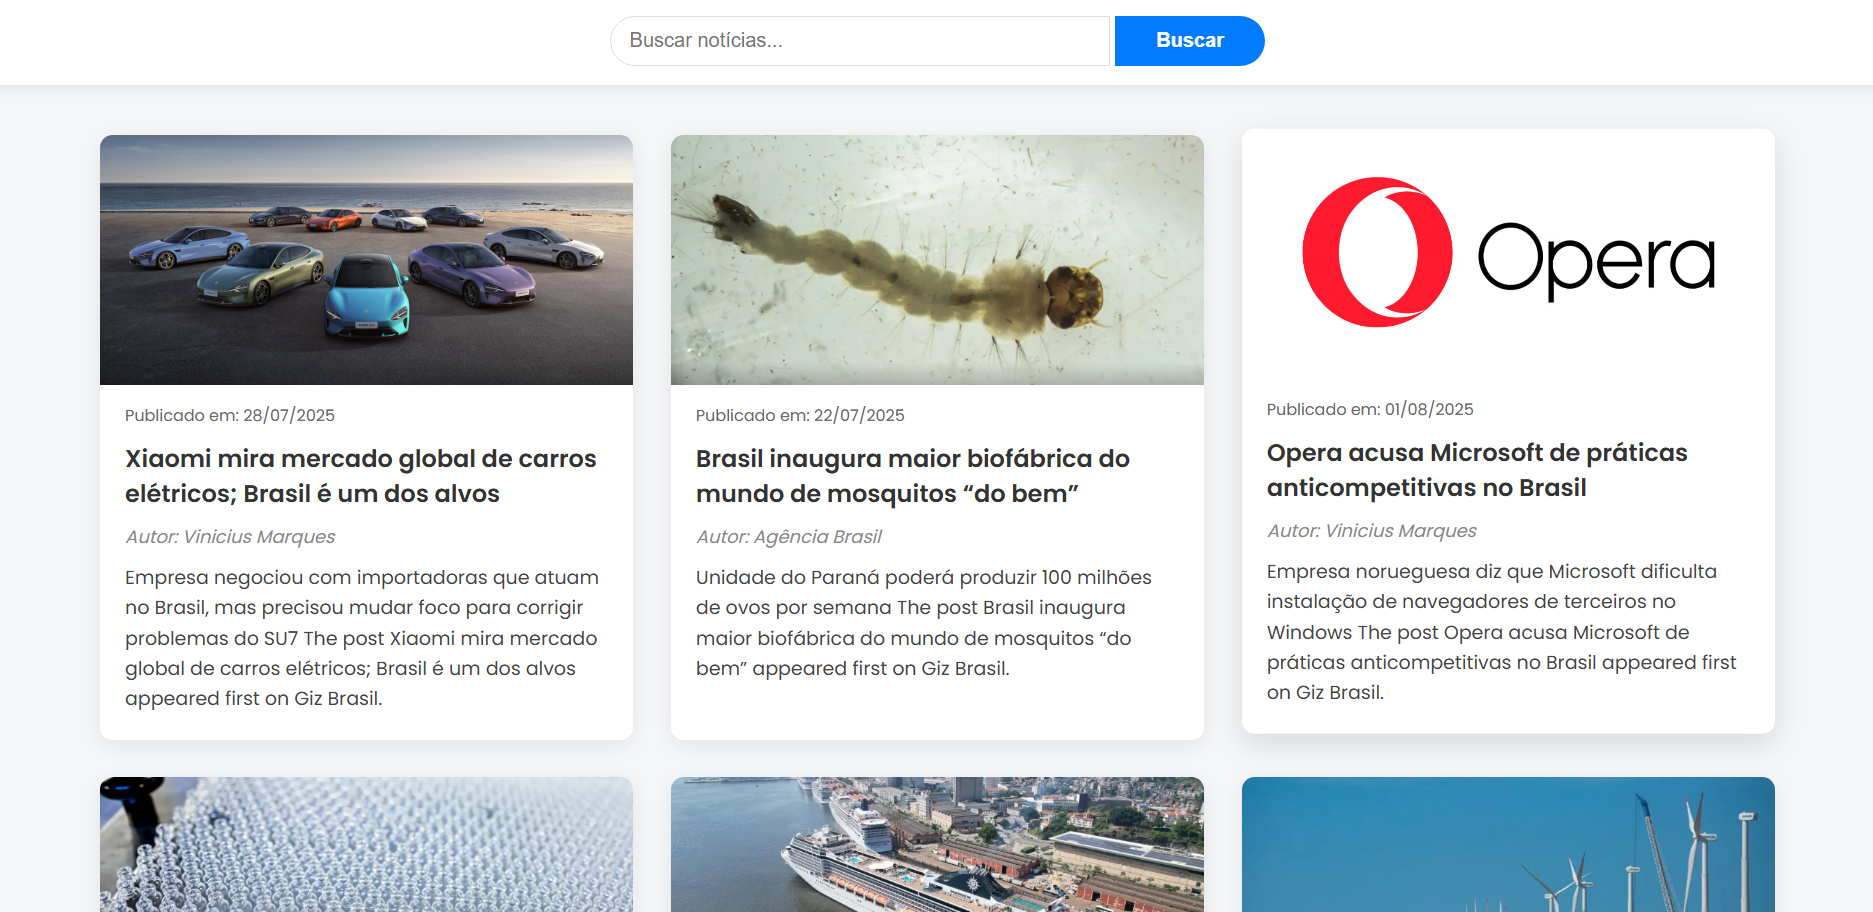 Buscar notícias...
Buscar
Publicado em: 28/07/2025
Xiaomi mira mercado global de carros
elétricos; Brasil é um dos alvos
Autor: Vinicius Marques
Empresa negociou com importadoras que atuam
no Brasil, mas precisou mudar foco para corrigir
problemas do SU7 The post Xiaomi mira mercado
global de carros elétricos; Brasil é um dos alvos
appeared first on Giz Brasil.
Publicado em: 22/07/2025
Brasil inaugura maior biofábrica do
mundo de mosquitos “do bem”
Autor: Agência Brasil
Unidade do Paraná poderá produzir 100 milhões
de ovos por semana The post Brasil inaugura
maior biofábrica do mundo de mosquitos “do
bem” appeared first on Giz Brasil.
Opera
Publicado em: 01/08/2025
Opera acusa Microsoft de práticas
anticompetitivas no Brasil
Autor: Vinicius Marques
Empresa norueguesa diz que Microsoft dificulta
instalação de navegadores de terceiros no
Windows The post Opera acusa Microsoft de
práticas anticompetitivas no Brasil appeared first
on Giz Brasil.